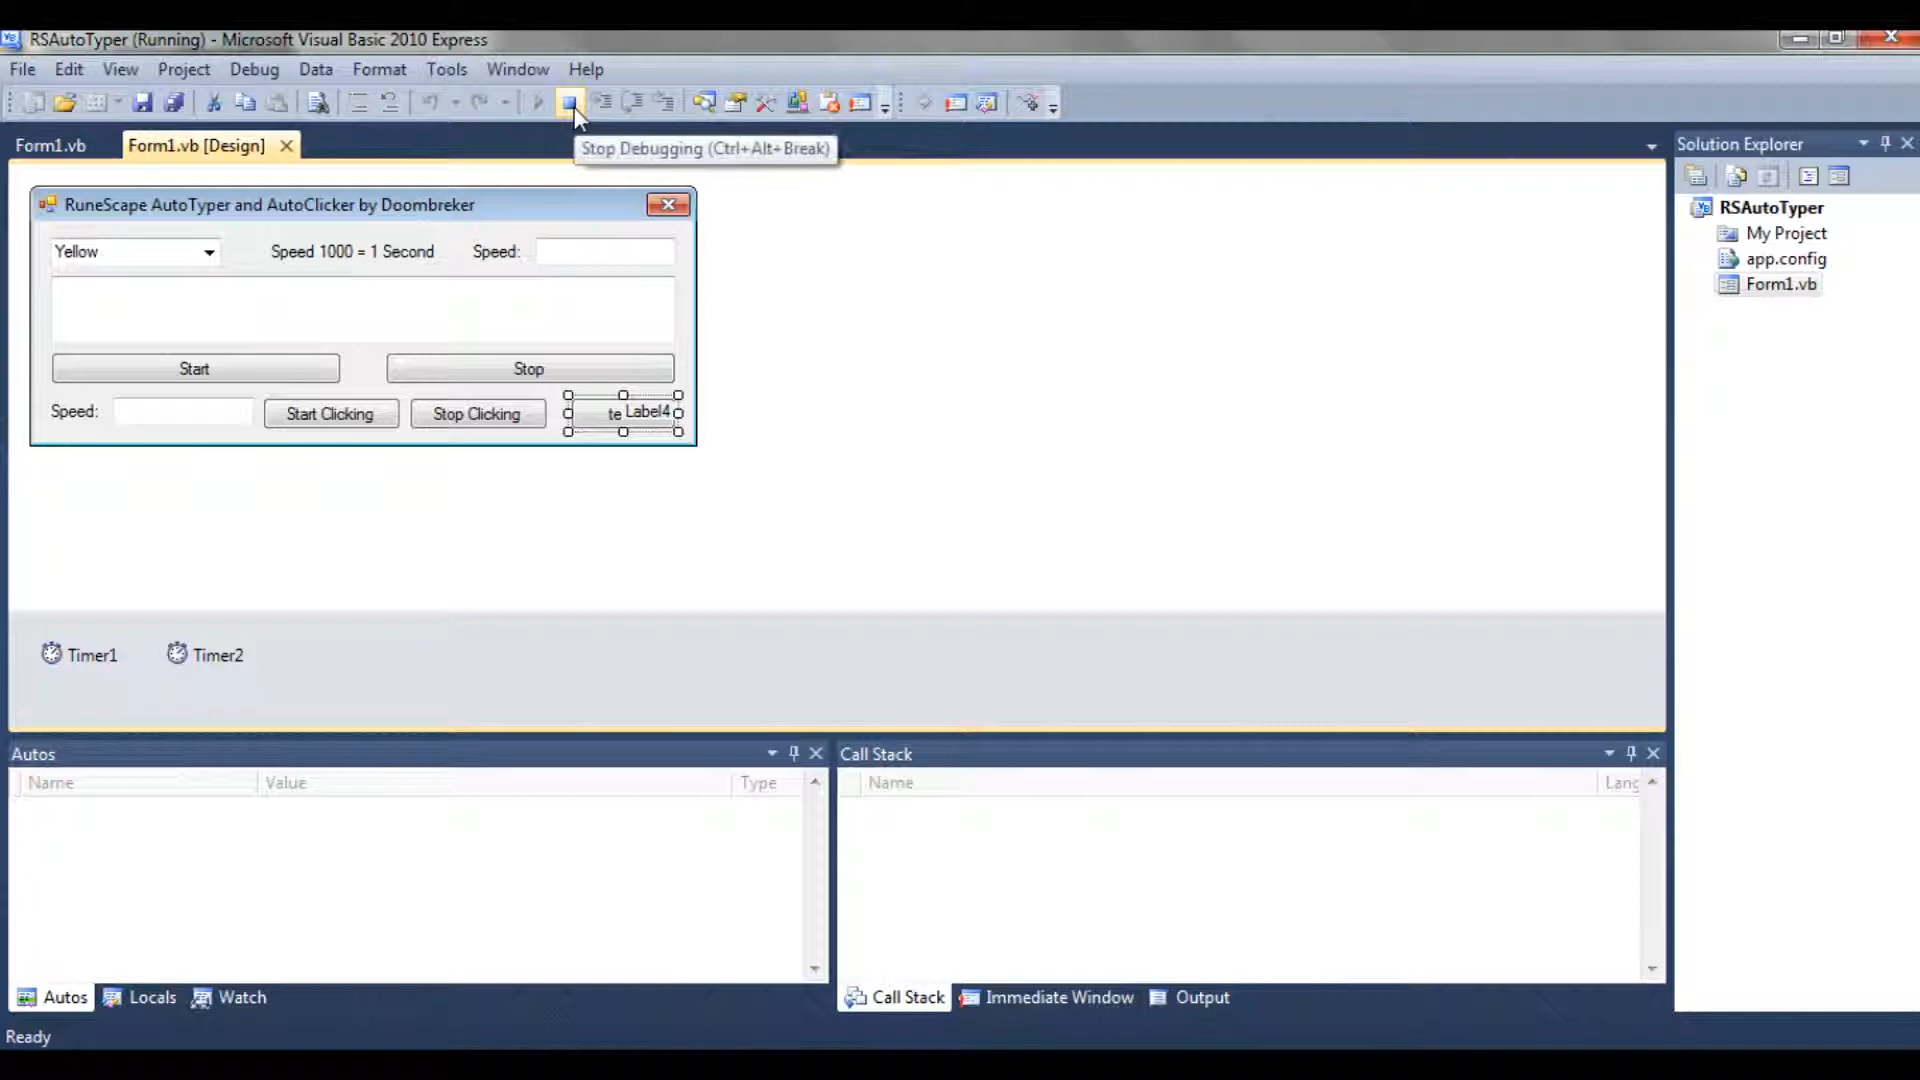 RSAutoTyper (Running) - Microsoft Visual Basic 2010 Express
File Edit View Project Debug Data Format Tools Window Help
Form1.vb Form1.vb [Design]
Stop Debugging (Ctrl+Alt+Break)
Solution Explorer
RSAutoTyper
My Project
app.config
Form1.vb
RuneScape AutoTyper and AutoClicker by Doombreker
Yellow Speed 1000 = 1 Second Speed:
Start Stop
Speed: Start Clicking Stop Clicking te Label4
Timer1 Timer2
Autos
Name Value Type
Call Stack
Name Lang
Autos Locals Watch
Call Stack Immediate Window Output
Ready